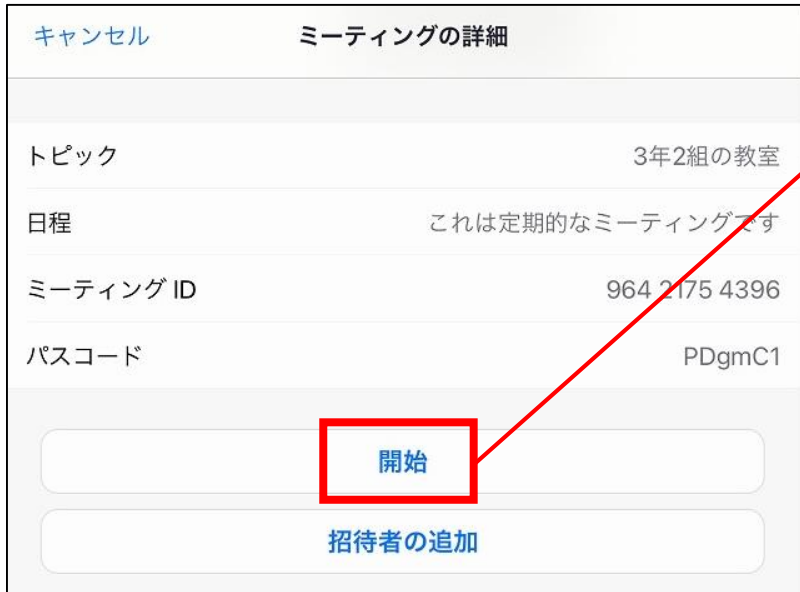 キャンセル ミーティングの詳細
トピック 3年2組の教室
日程 これは定期的なミーティングです
ミーティング ID 964 2175 4396
パスコード PDgmC1
開始
招待者の追加